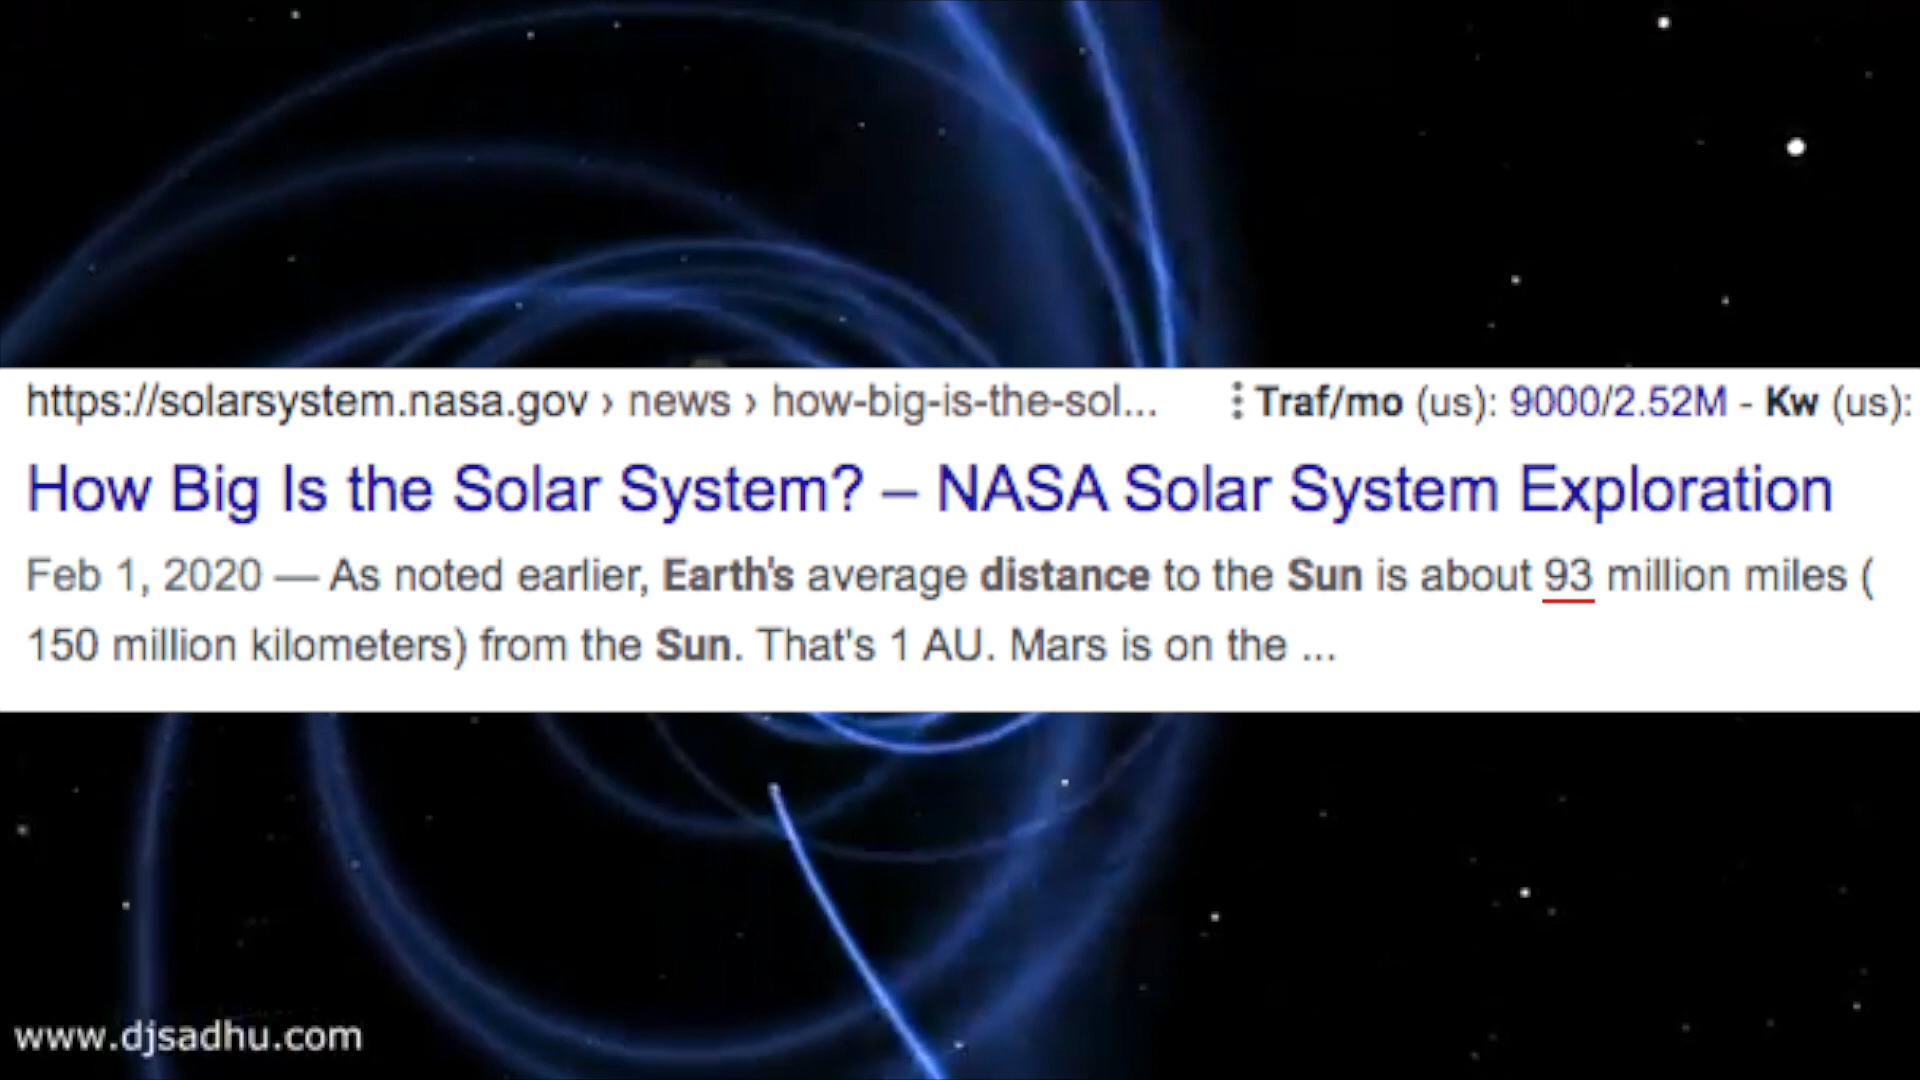 https://solarsystem.nasa.gov › news › how-big-is-the-sol... ⋮ Traf/mo (us): 9000/2.52M - Kw (us):
How Big Is the Solar System? – NASA Solar System Exploration
Feb 1, 2020 — As noted earlier, Earth's average distance to the Sun is about 93 million miles (
150 million kilometers) from the Sun. That's 1 AU. Mars is on the ...
www.djsadhu.com